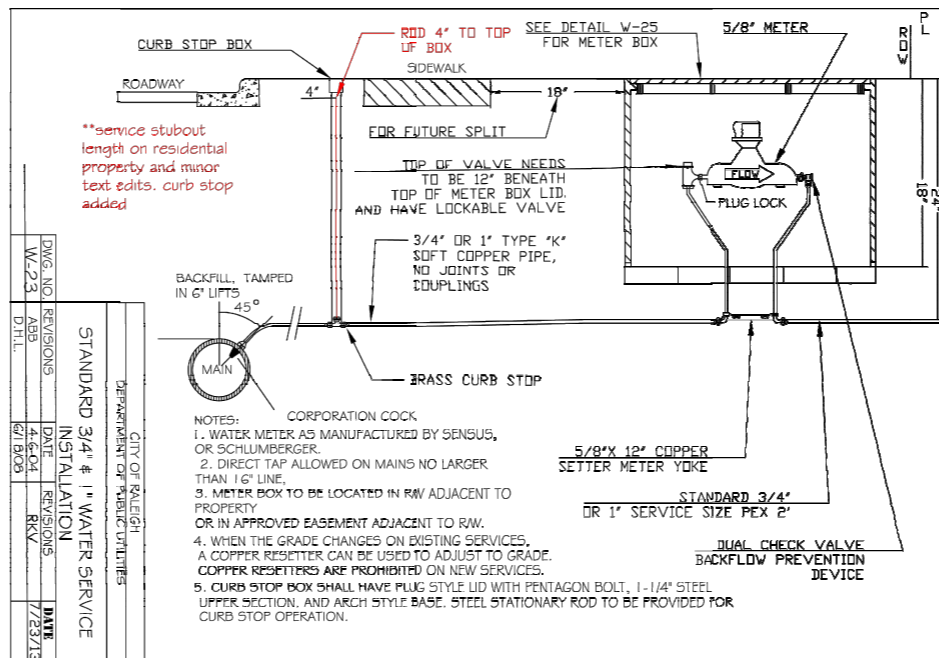 CURB STOP BOX
ROD 4" TO TOP
OF BOX
SEE DETAIL W-25
FOR METER BOX
5/8" METER
P
L
R
O
W
SIDEWALK
ROADWAY
4"
18"
**service stubout
length on residential
property and minor
text edits. curb stop
added
FOR FUTURE SPLIT
TOP OF VALVE NEEDS
TO BE 12" BENEATH
TOP OF METER BOX LID.
AND HAVE LOCKABLE VALVE
FLOW
PLUG LOCK
18"
24"
3/4" OR 1" TYPE "K"
SOFT COPPER PIPE,
NO JOINTS OR
COUPLINGS
BACKFILL, TAMPED
IN 6" LIFTS
45°
MAIN
BRASS CURB STOP
CORPORATION COCK
NOTES:
1. WATER METER AS MANUFACTURED BY SENSUS,
OR SCHLUMBERGER.
2. DIRECT TAP ALLOWED ON MAINS NO LARGER
THAN 16" LINE,
3. METER BOX TO BE LOCATED IN R/W ADJACENT TO
PROPERTY
OR IN APPROVED EASEMENT ADJACENT TO R/W.
4. WHEN THE GRADE CHANGES ON EXISTING SERVICES,
A COPPER RESETTER CAN BE USED TO ADJUST TO GRADE.
COPPER RESETTERS ARE PROHIBITED ON NEW SERVICES.
5. CURB STOP BOX SHALL HAVE PLUG STYLE LID WITH PENTAGON BOLT, 1-1/4" STEEL
UPPER SECTION, AND ARCH STYLE BASE. STEEL STATIONARY ROD TO BE PROVIDED FOR
CURB STOP OPERATION.
5/8"X 12" COPPER
SETTER METER YOKE
STANDARD 3/4"
OR 1" SERVICE SIZE PEX 2'
DUAL CHECK VALVE
BACKFLOW PREVENTION
DEVICE
CITY OF RALEIGH
DEPARTMENT OF PUBLIC UTILITIES
STANDARD 3/4" & 1" WATER SERVICE
INSTALLATION
DWG. NO. REVISIONS DATE REVISIONS DATE
W-23 ABB 4-6-04 RKV 7/23/13
D.H.L. 6/18/08